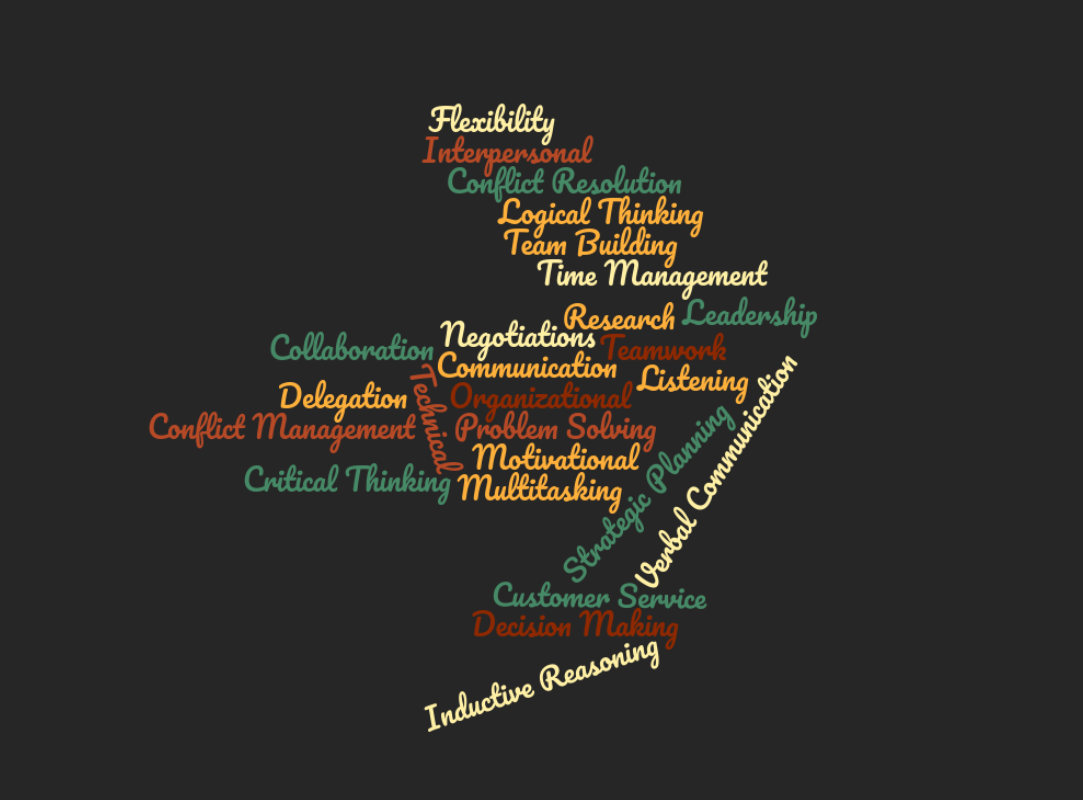 Flexibility
Interpersonal
Conflict Resolution
Logical Thinking
Team Building
Time Management
Research
Leadership
Negotiations
Collaboration
Teamwork
Communication
Listening
Technical
Delegation
Organizational
Conflict Management
Problem Solving
Motivational
Critical Thinking
Multitasking
Strategic Planning
Verbal Communication
Customer Service
Decision Making
Inductive Reasoning